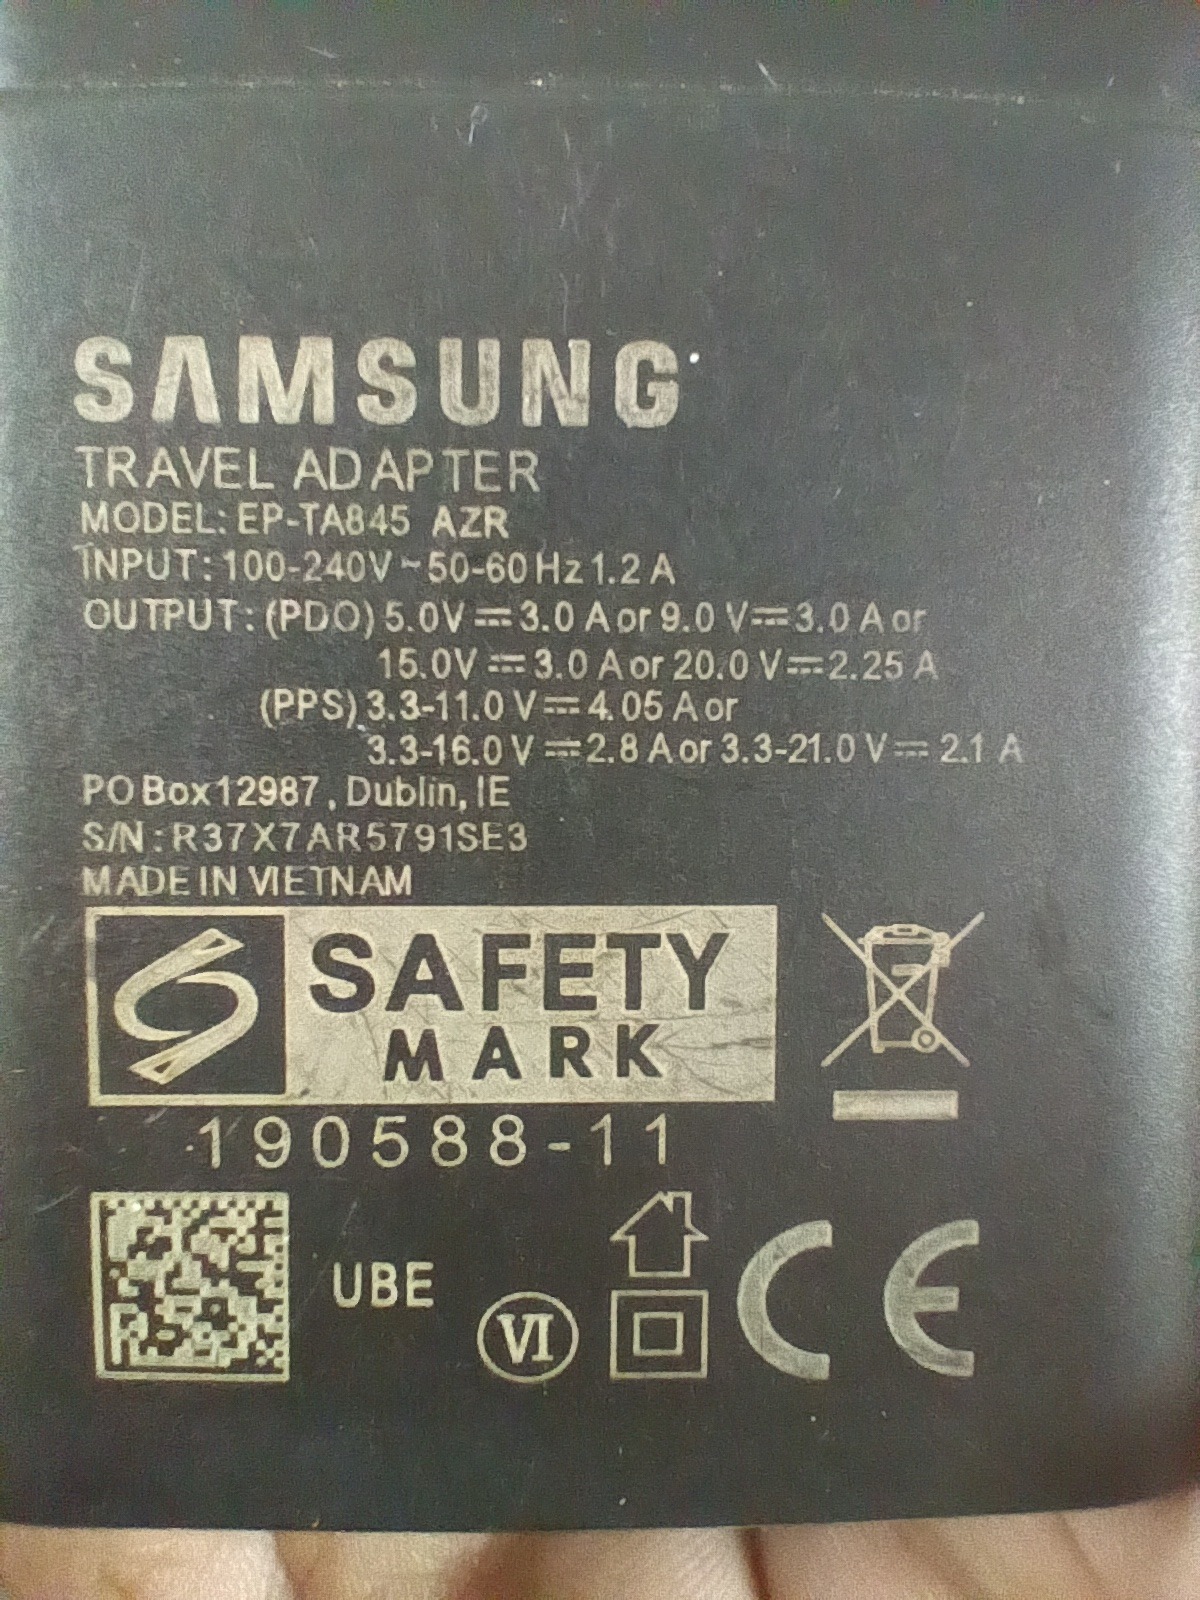 SAMSUNG
TRAVEL ADAPTER
MODEL: EP-TA845 AZR
INPUT: 100-240V ~ 50-60 Hz 1.2 A
OUTPUT: (PDO) 5.0V ⎓ 3.0 A or 9.0 V ⎓ 3.0 A or
15.0V ⎓ 3.0 A or 20.0 V ⎓ 2.25 A
(PPS) 3.3-11.0 V ⎓ 4.05 A or
3.3-16.0 V ⎓ 2.8 A or 3.3-21.0 V ⎓ 2.1 A
PO Box 12987, Dublin, IE
S/N: R37X7AR5791SE3
MADE IN VIETNAM
SAFETY
MARK
190588-11
UBE
VI
CE